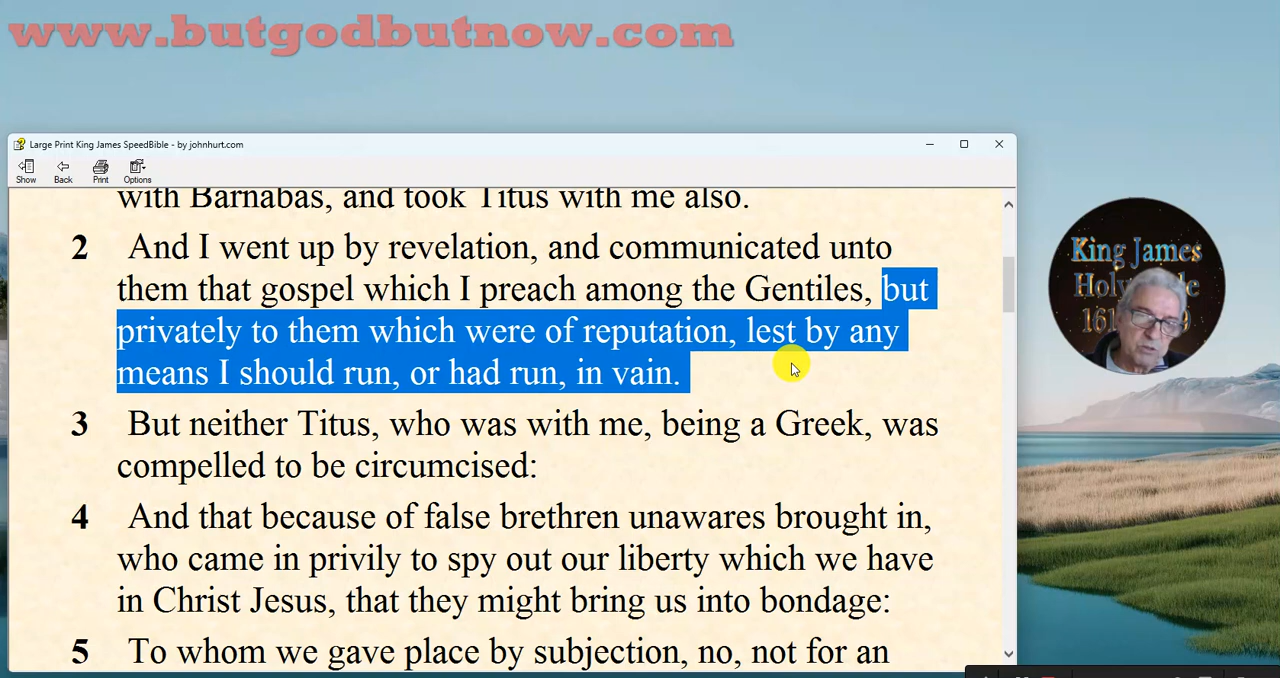 www.butgodbutnow.com
Large Print King James SpeedBible - by johnhurt.com
Show Back Print Options
with Barnabas, and took Titus with me also.
2 And I went up by revelation, and communicated unto
them that gospel which I preach among the Gentiles, but
privately to them which were of reputation, lest by any
means I should run, or had run, in vain.
3 But neither Titus, who was with me, being a Greek, was
compelled to be circumcised:
4 And that because of false brethren unawares brought in,
who came in privily to spy out our liberty which we have
in Christ Jesus, that they might bring us into bondage:
5 To whom we gave place by subjection, no, not for an
King James